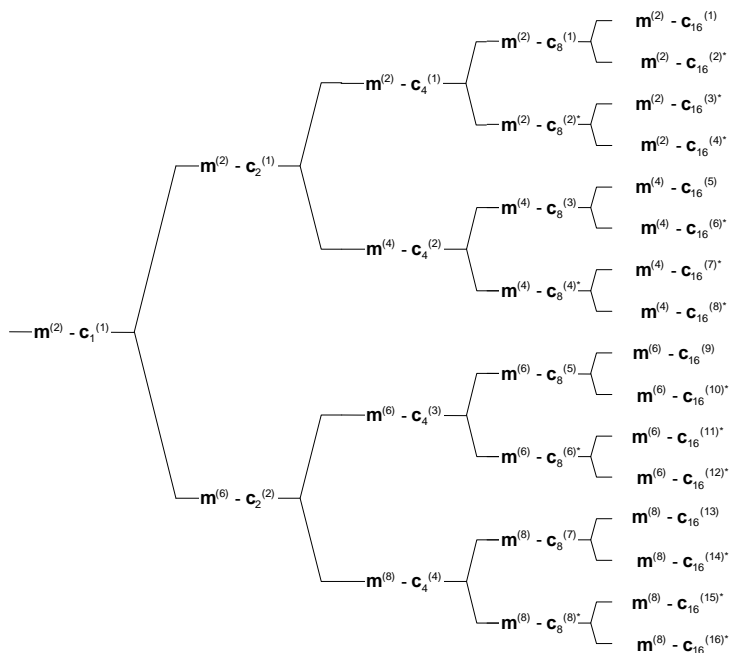 m(2) - c16(1)
m(2) - c8(1)
m(2) - c16(2)*
m(2) - c4(1)
m(2) - c16(3)*
m(2) - c8(2)*
m(2) - c16(4)*
m(2) - c2(1)
m(4) - c16(5)
m(4) - c8(3)
m(4) - c16(6)*
m(4) - c4(2)
m(4) - c16(7)*
m(4) - c8(4)*
m(4) - c16(8)*
m(2) - c1(1)
m(6) - c16(9)
m(6) - c8(5)
m(6) - c16(10)*
m(6) - c4(3)
m(6) - c16(11)*
m(6) - c8(6)*
m(6) - c16(12)*
m(6) - c2(2)
m(8) - c16(13)
m(8) - c8(7)
m(8) - c16(14)*
m(8) - c4(4)
m(8) - c16(15)*
m(8) - c8(8)*
m(8) - c16(16)*